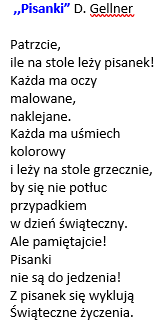 ,,Pisanki” D. Gellner
Patrzcie,
ile na stole leży pisanek!
Każda ma oczy
malowane,
naklejane.
Każda ma uśmiech
kolorowy
i leży na stole grzecznie,
by się nie potłuc
przypadkiem
w dzień świąteczny.
Ale pamiętajcie!
Pisanki
nie są do jedzenia!
Z pisanek się wyklują
Świąteczne życzenia.